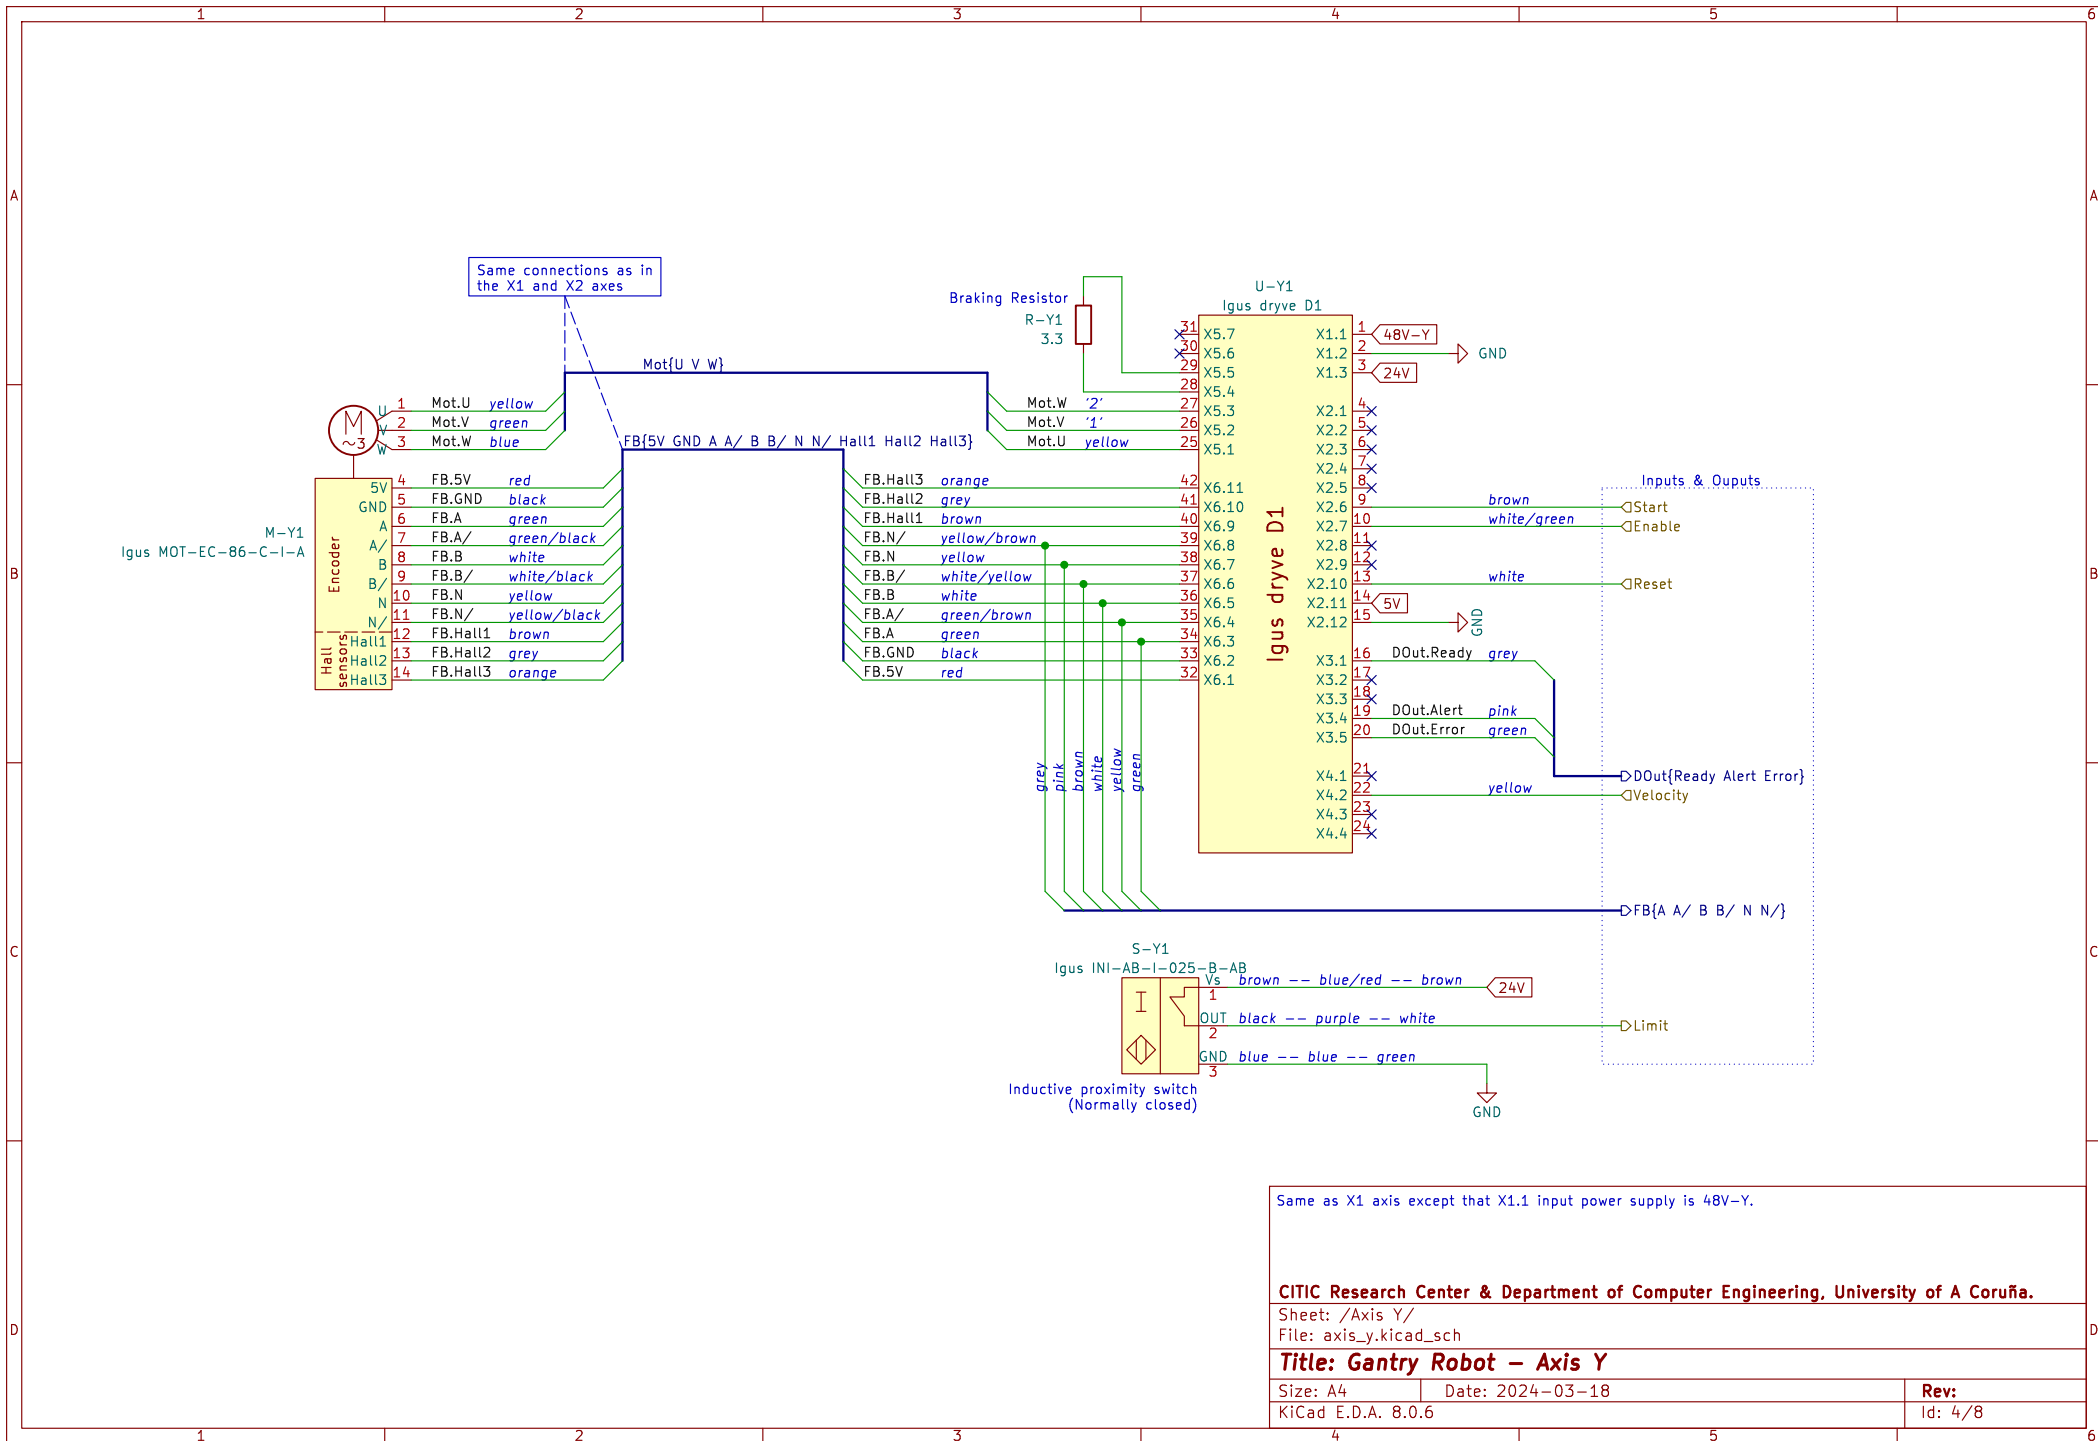 1 2 3 4 5 6
A A
B B
C C
D D
1 2 3 4 5 6
Same connections as in
the X1 and X2 axes
Mot{U V W}
FB{5V GND A A/ B B/ N N/ Hall1 Hall2 Hall3}
M
~3
U 1 Mot.U yellow
V 2 Mot.V green
W 3 Mot.W blue
M-Y1
Igus MOT-EC-86-C-I-A
Encoder
Hall
sensors
5V 4 FB.5V red
GND 5 FB.GND black
A 6 FB.A green
A/ 7 FB.A/ green/black
B 8 FB.B white
B/ 9 FB.B/ white/black
N 10 FB.N yellow
N/ 11 FB.N/ yellow/black
Hall1 12 FB.Hall1 brown
Hall2 13 FB.Hall2 grey
Hall3 14 FB.Hall3 orange
Braking Resistor
R-Y1
3.3
U-Y1
Igus dryve D1
Igus dryve D1
31 X5.7
30 X5.6
29 X5.5
28 X5.4
Mot.W '2' 27 X5.3
Mot.V '1' 26 X5.2
Mot.U yellow 25 X5.1
FB.Hall3 orange 42 X6.11
FB.Hall2 grey 41 X6.10
FB.Hall1 brown 40 X6.9
FB.N/ yellow/brown 39 X6.8
FB.N yellow 38 X6.7
FB.B/ white/yellow 37 X6.6
FB.B white 36 X6.5
FB.A/ green/brown 35 X6.4
FB.A green 34 X6.3
FB.GND black 33 X6.2
FB.5V red 32 X6.1
grey
pink
brown
white
yellow
green
X1.1 1 48V-Y
X1.2 2 GND
X1.3 3 24V
X2.1 4
X2.2 5
X2.3 6
X2.4 7
X2.5 8
Inputs & Ouputs
X2.6 9 brown Start
X2.7 10 white/green Enable
X2.8 11
X2.9 12
X2.10 13 white Reset
X2.11 14 5V
X2.12 15 GND
X3.1 16 DOut.Ready grey
X3.2 17
X3.3 18
X3.4 19 DOut.Alert pink
X3.5 20 DOut.Error green
X4.1 21 DOut{Ready Alert Error}
X4.2 22 yellow Velocity
X4.3 23
X4.4 24
FB{A A/ B B/ N N/}
S-Y1
Igus INI-AB-I-025-B-AB
I
Vs 1 brown -- blue/red -- brown 24V
OUT 2 black -- purple -- white Limit
GND 3 blue -- blue -- green
GND
Inductive proximity switch
(Normally closed)
Same as X1 axis except that X1.1 input power supply is 48V-Y.
CITIC Research Center & Department of Computer Engineering, University of A Coruña.
Sheet: /Axis Y/
File: axis_y.kicad_sch
Title: Gantry Robot - Axis Y
Size: A4 Date: 2024-03-18 Rev:
KiCad E.D.A. 8.0.6 Id: 4/8